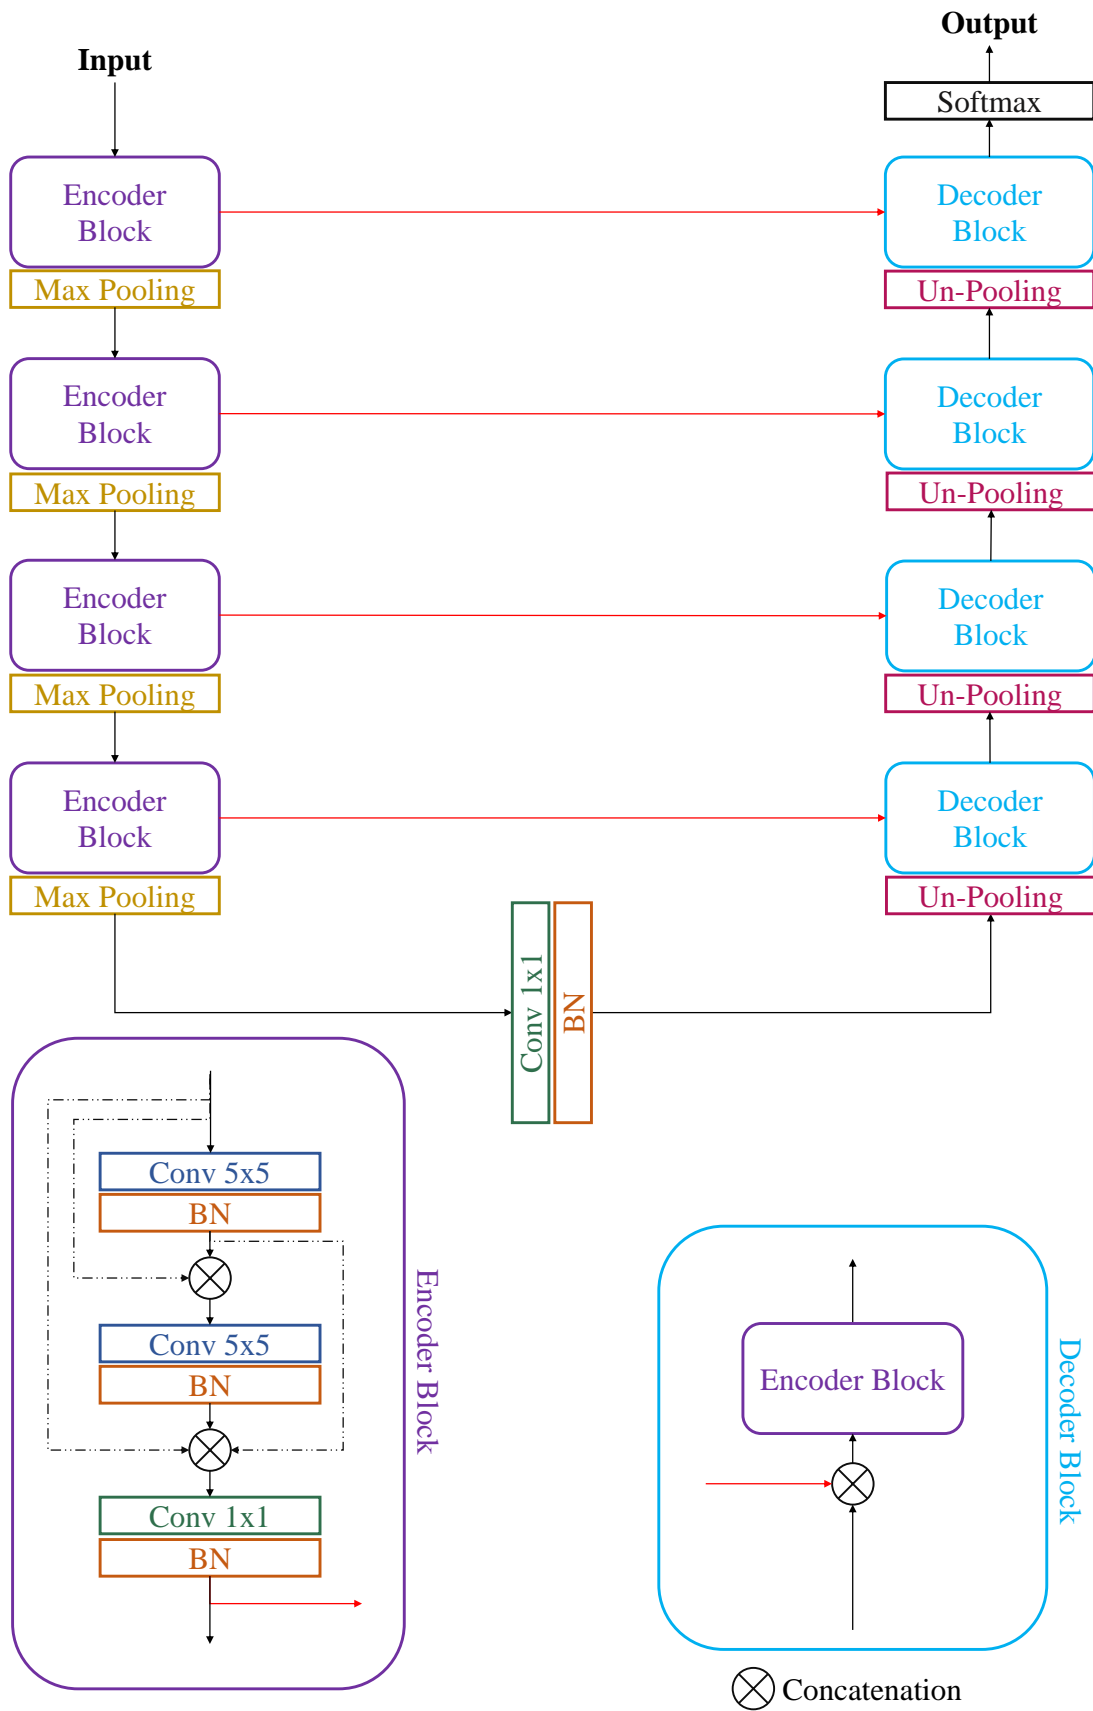 Input
Output
Softmax
Encoder
Block
Max Pooling
Decoder
Block
Un-Pooling
Encoder
Block
Max Pooling
Decoder
Block
Un-Pooling
Encoder
Block
Max Pooling
Decoder
Block
Un-Pooling
Encoder
Block
Max Pooling
Decoder
Block
Un-Pooling
Conv 1x1
BN
Conv 5x5
BN
Conv 5x5
BN
Conv 1x1
BN
Encoder Block
Encoder Block
Decoder Block
Concatenation